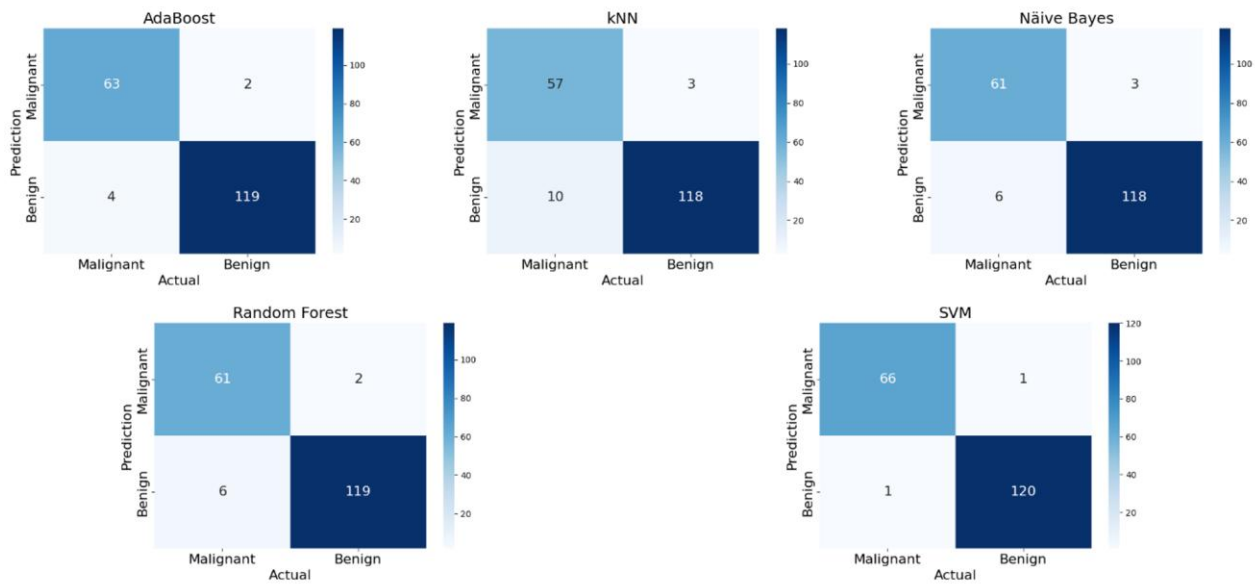 AdaBoost
Malignant
Benign
Prediction
63
2
4
119
Malignant
Benign
Actual
100
80
60
40
20
kNN
Malignant
Benign
Prediction
57
3
10
118
Malignant
Benign
Actual
100
80
60
40
20
Näive Bayes
Malignant
Benign
Prediction
61
3
6
118
Malignant
Benign
Actual
100
80
60
40
20
Random Forest
Malignant
Benign
Prediction
61
2
6
119
Malignant
Benign
Actual
100
80
60
40
20
SVM
Malignant
Benign
Prediction
66
1
1
120
Malignant
Benign
Actual
120
100
80
60
40
20